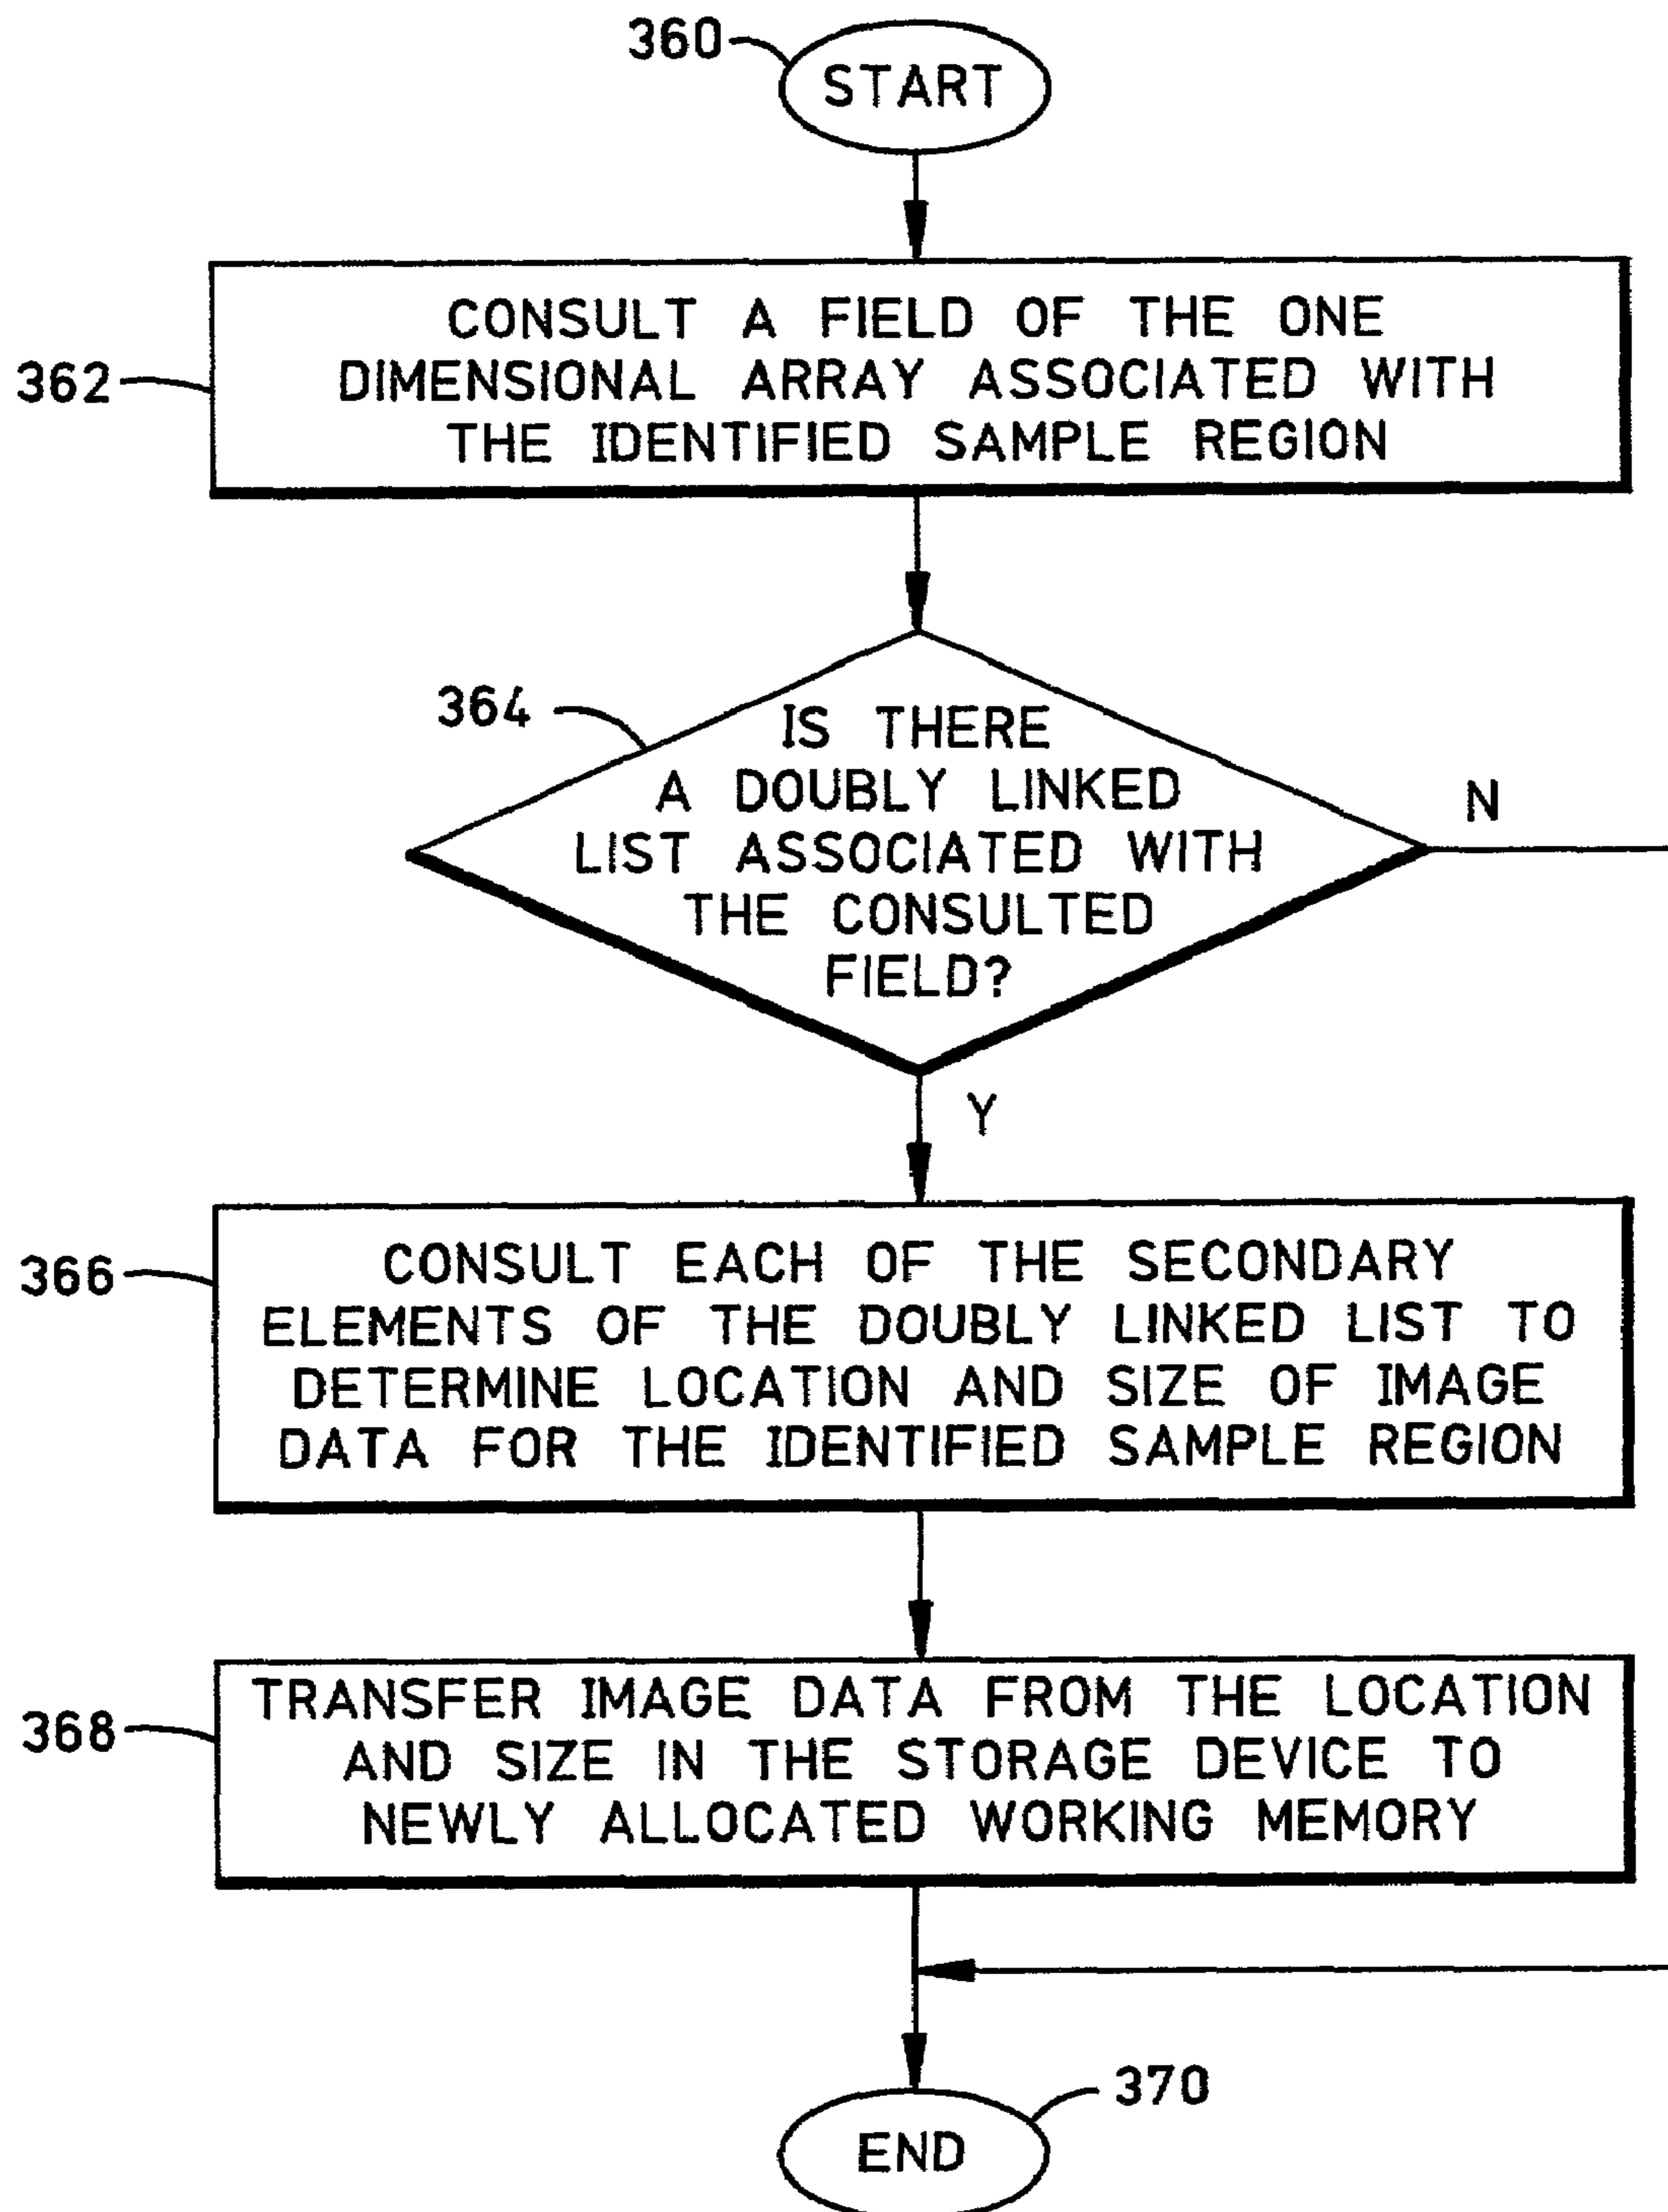 360
START
362
CONSULT A FIELD OF THE ONE
DIMENSIONAL ARRAY ASSOCIATED WITH
THE IDENTIFIED SAMPLE REGION
364
IS THERE
A DOUBLY LINKED
LIST ASSOCIATED WITH
THE CONSULTED
FIELD?
N
Y
366
CONSULT EACH OF THE SECONDARY
ELEMENTS OF THE DOUBLY LINKED LIST TO
DETERMINE LOCATION AND SIZE OF IMAGE
DATA FOR THE IDENTIFIED SAMPLE REGION
368
TRANSFER IMAGE DATA FROM THE LOCATION
AND SIZE IN THE STORAGE DEVICE TO
NEWLY ALLOCATED WORKING MEMORY
370
END